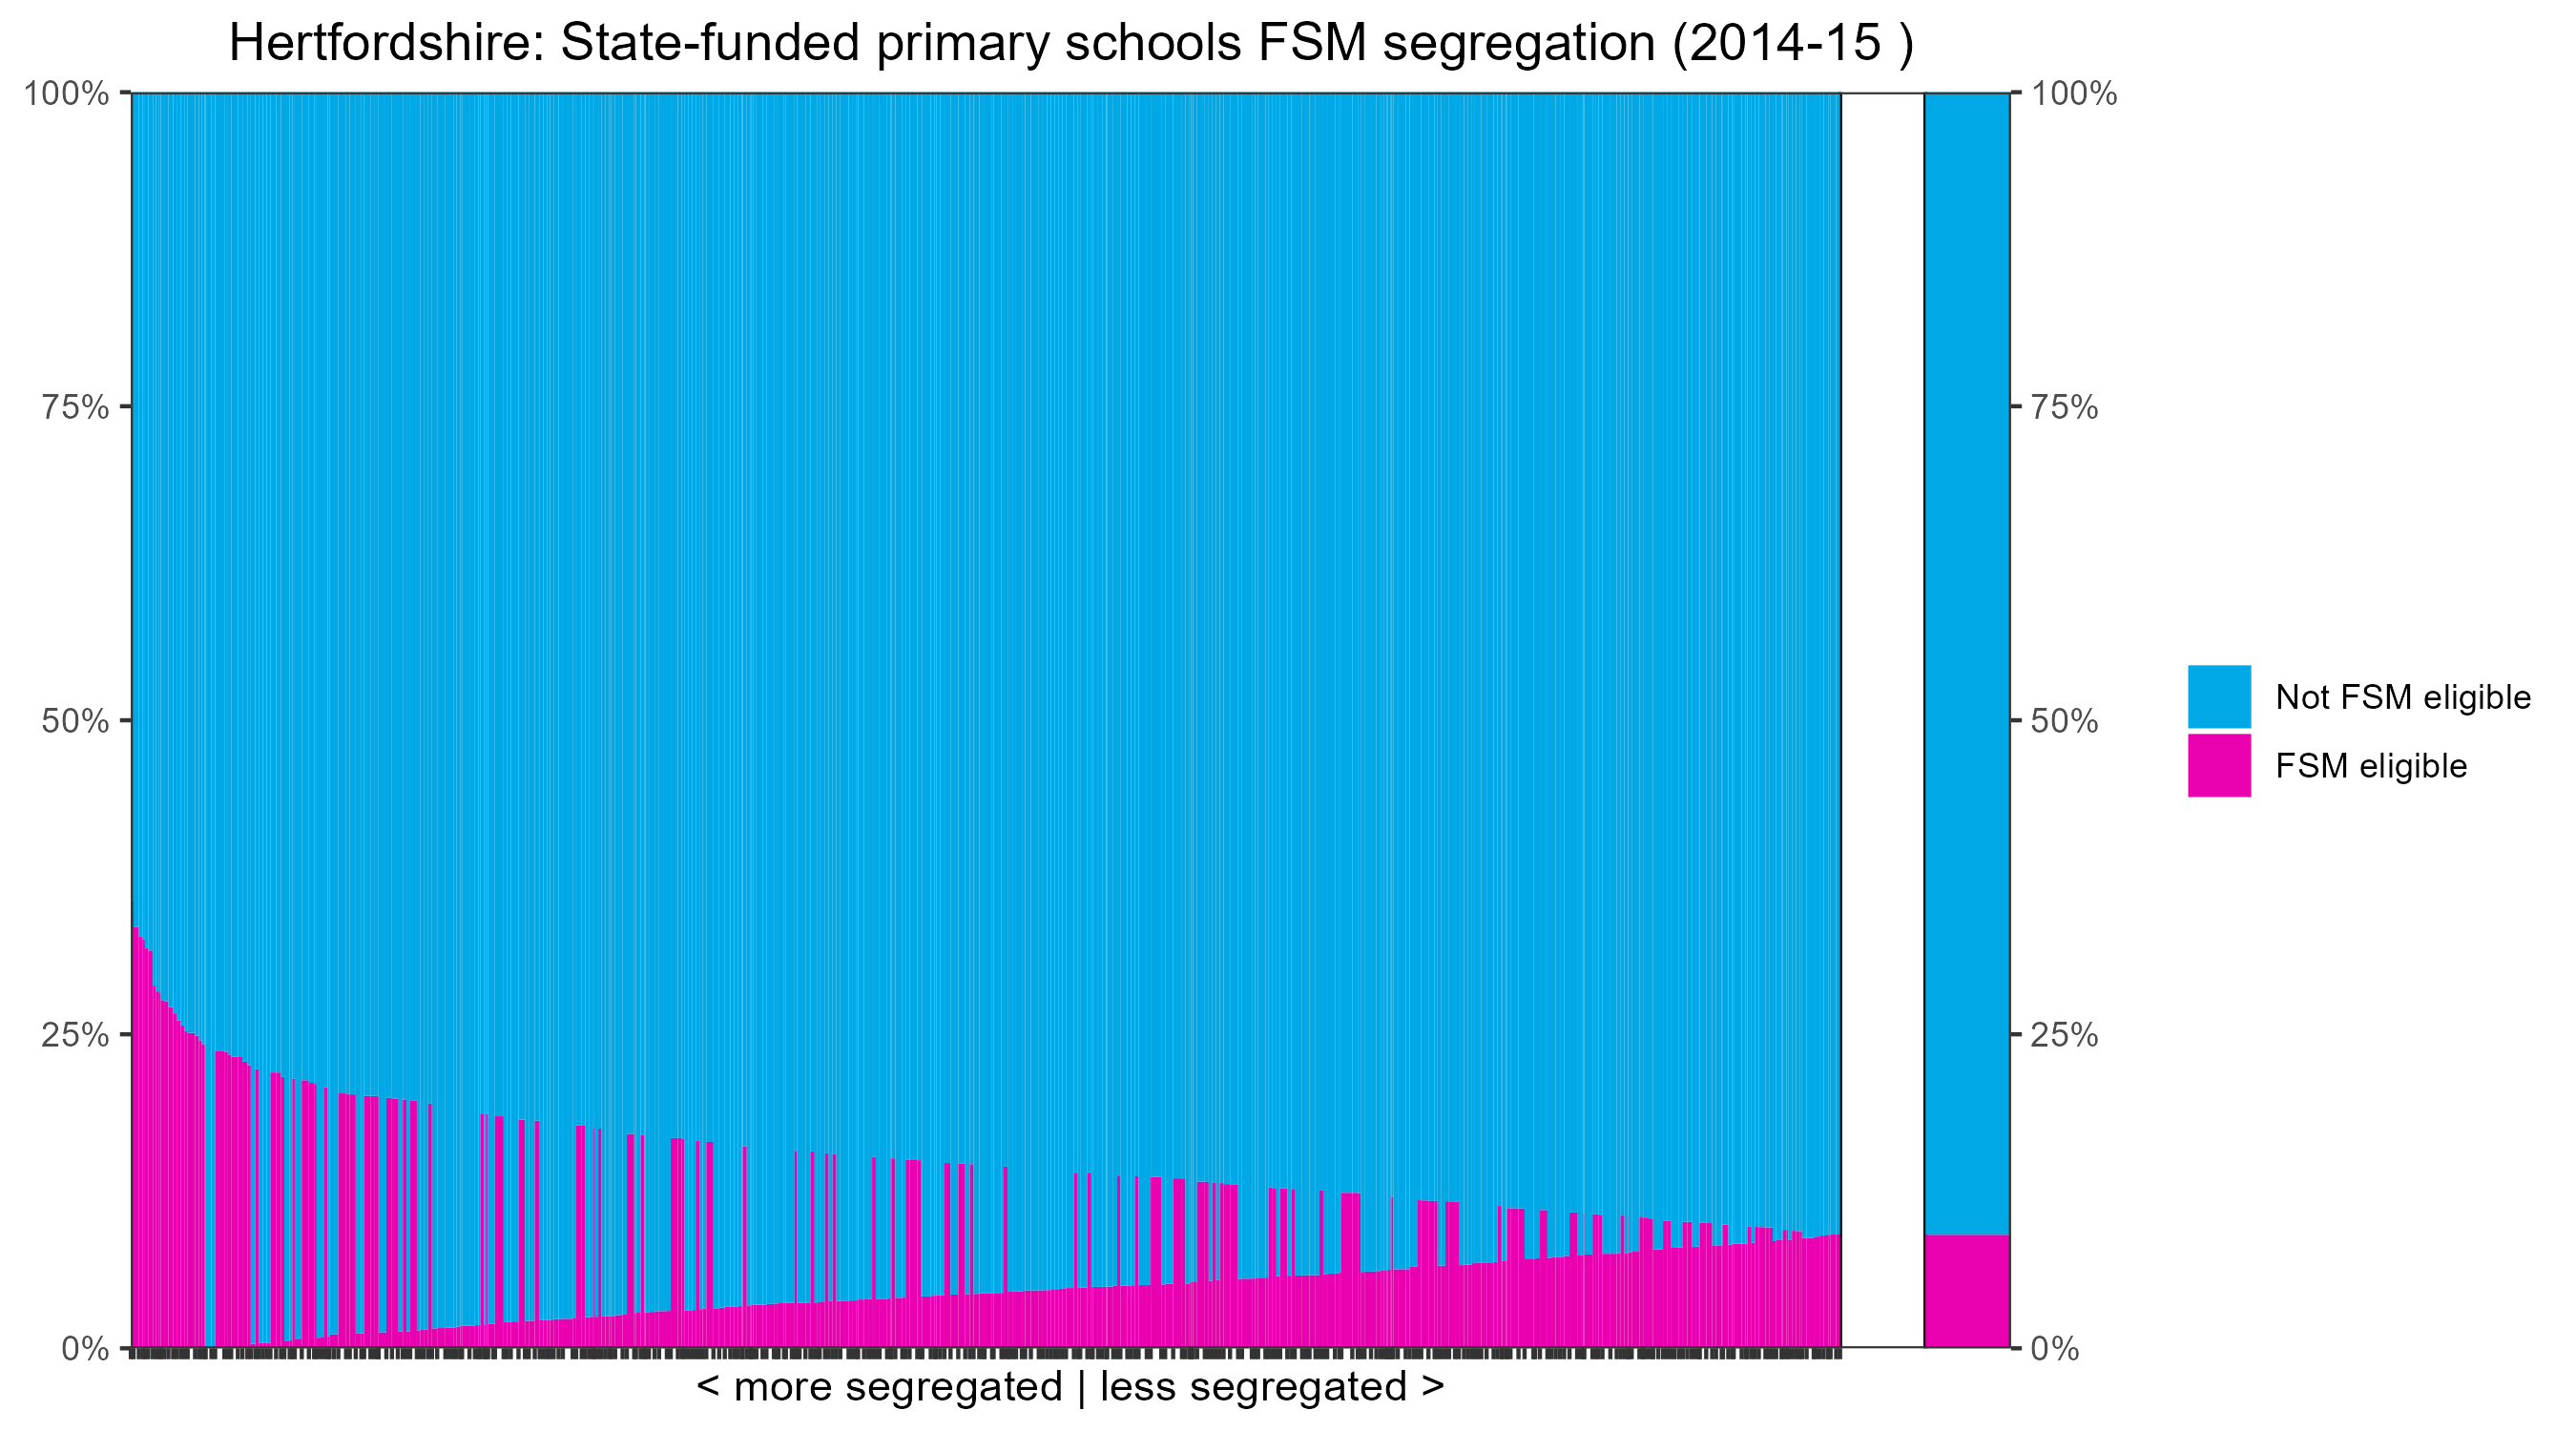 Hertfordshire: State-funded primary schools FSM segregation (2014-15 )
100%
75%
50%
25%
0%
100%
75%
50%
25%
0%
Not FSM eligible
FSM eligible
< more segregated | less segregated >